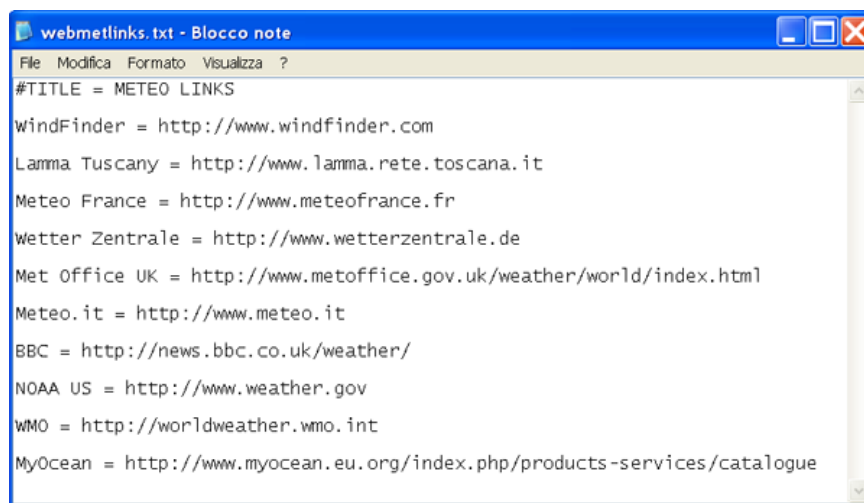 webmetlinks.txt - Blocco note
File Modifica Formato Visualizza ?
#TITLE = METEO LINKS
WindFinder = http://www.windfinder.com
Lamma Tuscany = http://www.lamma.rete.toscana.it
Meteo France = http://www.meteofrance.fr
Wetter Zentrale = http://www.wetterzentrale.de
Met Office UK = http://www.metoffice.gov.uk/weather/world/index.html
Meteo.it = http://www.meteo.it
BBC = http://news.bbc.co.uk/weather/
NOAA US = http://www.weather.gov
WMO = http://worldweather.wmo.int
MyOcean = http://www.myocean.eu.org/index.php/products-services/catalogue